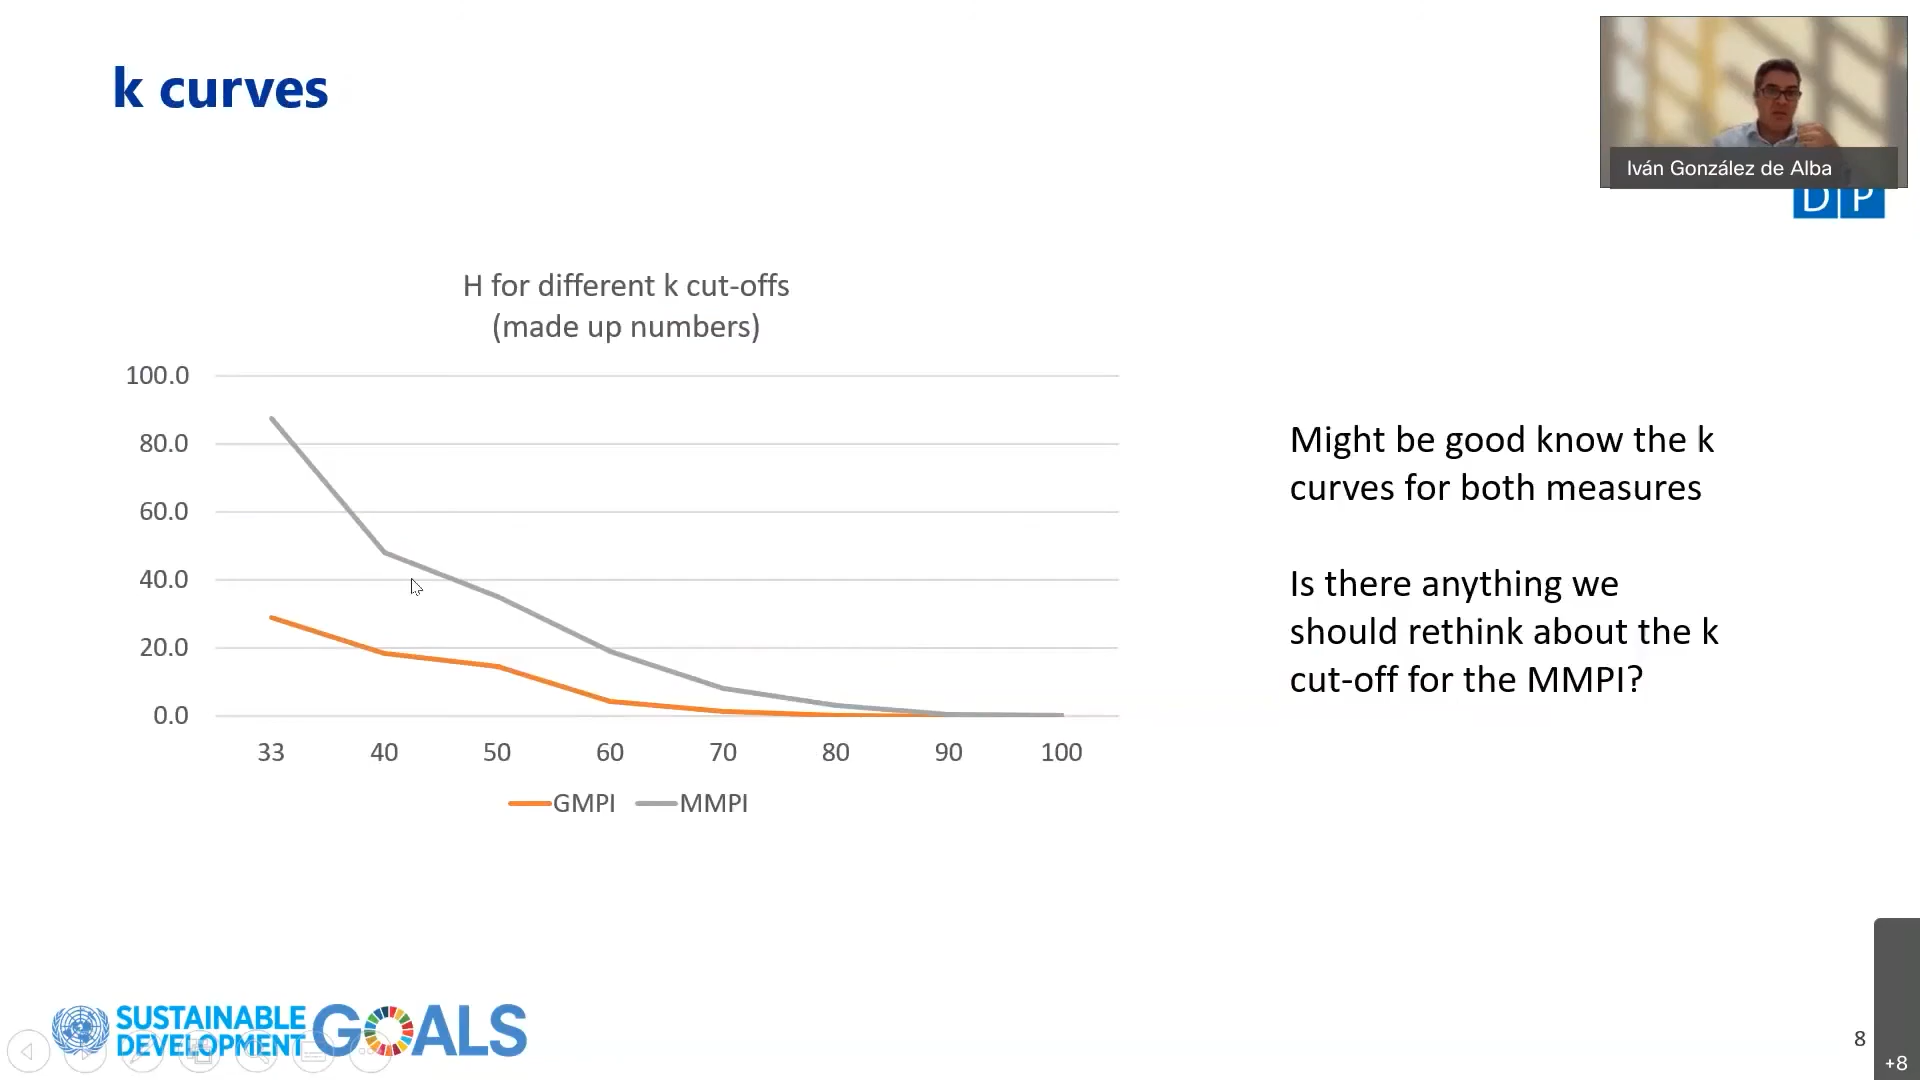 k curves
Iván González de Alba
D P
H for different k cut-offs
(made up numbers)
100.0
80.0
60.0
40.0
20.0
0.0
33 40 50 60 70 80 90 100
GMPI MMPI
Might be good know the k
curves for both measures
Is there anything we
should rethink about the k
cut-off for the MMPI?
SUSTAINABLE
DEVELOPMENT
GOALS
8
+8